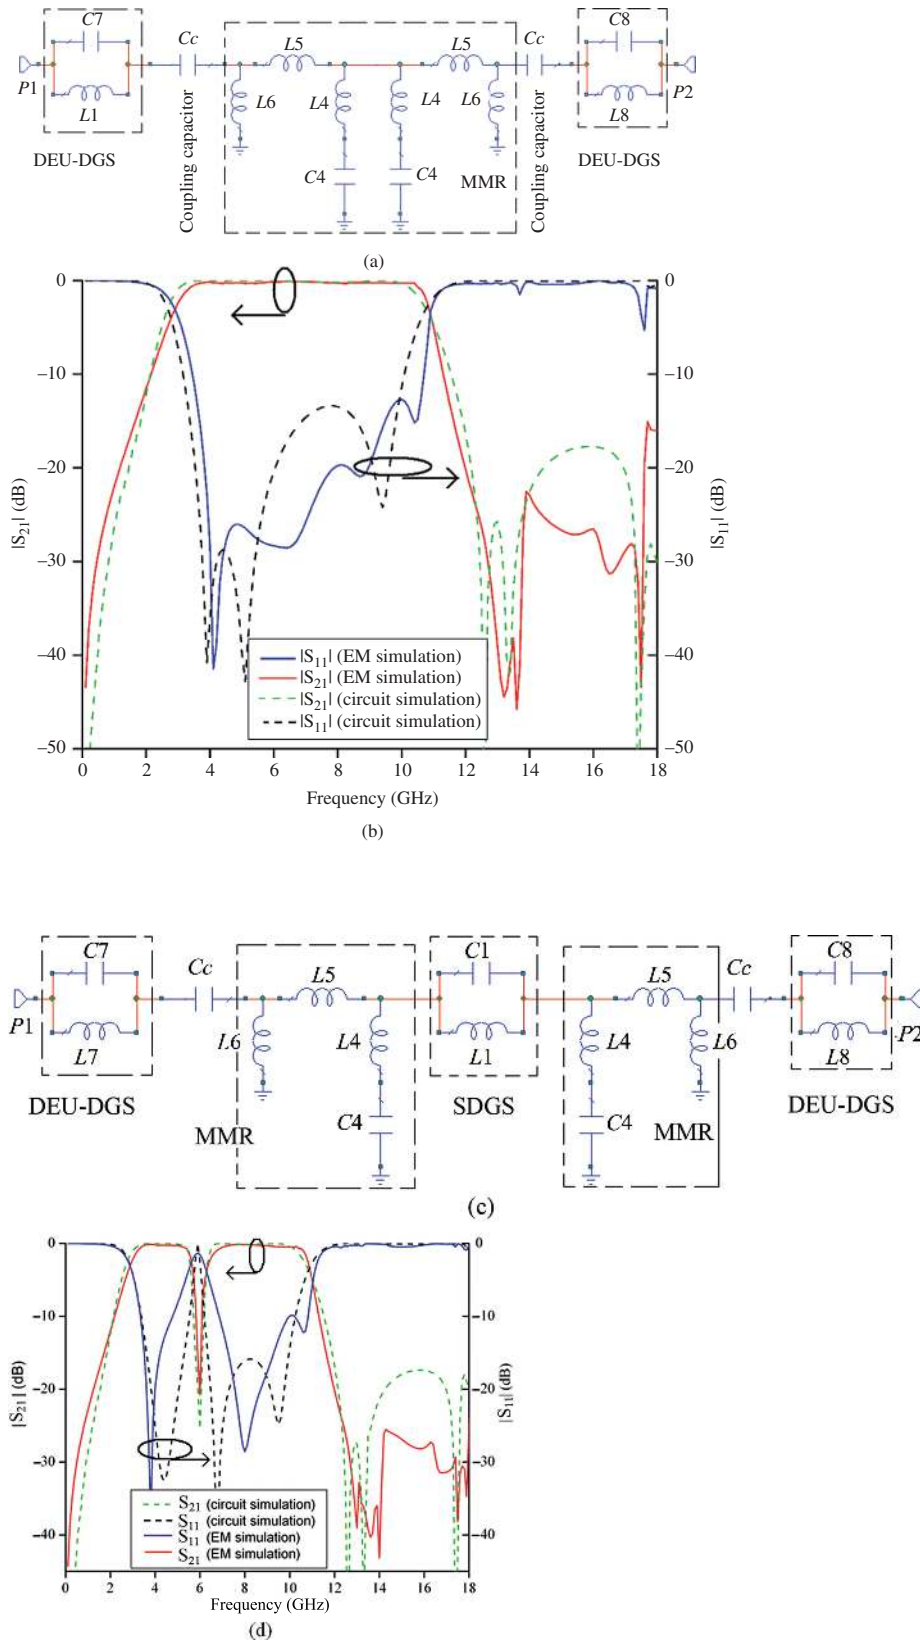 C7 Cc L5 L5 Cc C8
P1 L1 L6 L4 L4 L6 L8 P2
DEU-DGS Coupling capacitor C4 C4 MMR Coupling capacitor DEU-DGS
(a)
0 0
−10 −10
−20 −20
−30 −30
−40 −40
−50 −50
|S21| (dB)
|S11| (dB)
|S11| (EM simulation)
|S21| (EM simulation)
|S21| (circuit simulation)
|S11| (circuit simulation)
0 2 4 6 8 10 12 14 16 18
Frequency (GHz)
(b)
C7 Cc L5 C1 L5 Cc C8
P1 L7 L6 L4 L1 L4 L6 L8 P2
DEU-DGS MMR C4 SDGS C4 MMR DEU-DGS
(c)
0 0
−10 −10
−20 −20
−30 −30
−40 −40
|S21| (dB)
|S11| (dB)
S21 (circuit simulation)
S11 (circuit simulation)
S11 (EM simulation)
S21 (EM simulation)
0 2 4 6 8 10 12 14 16 18
Frequency (GHz)
(d)